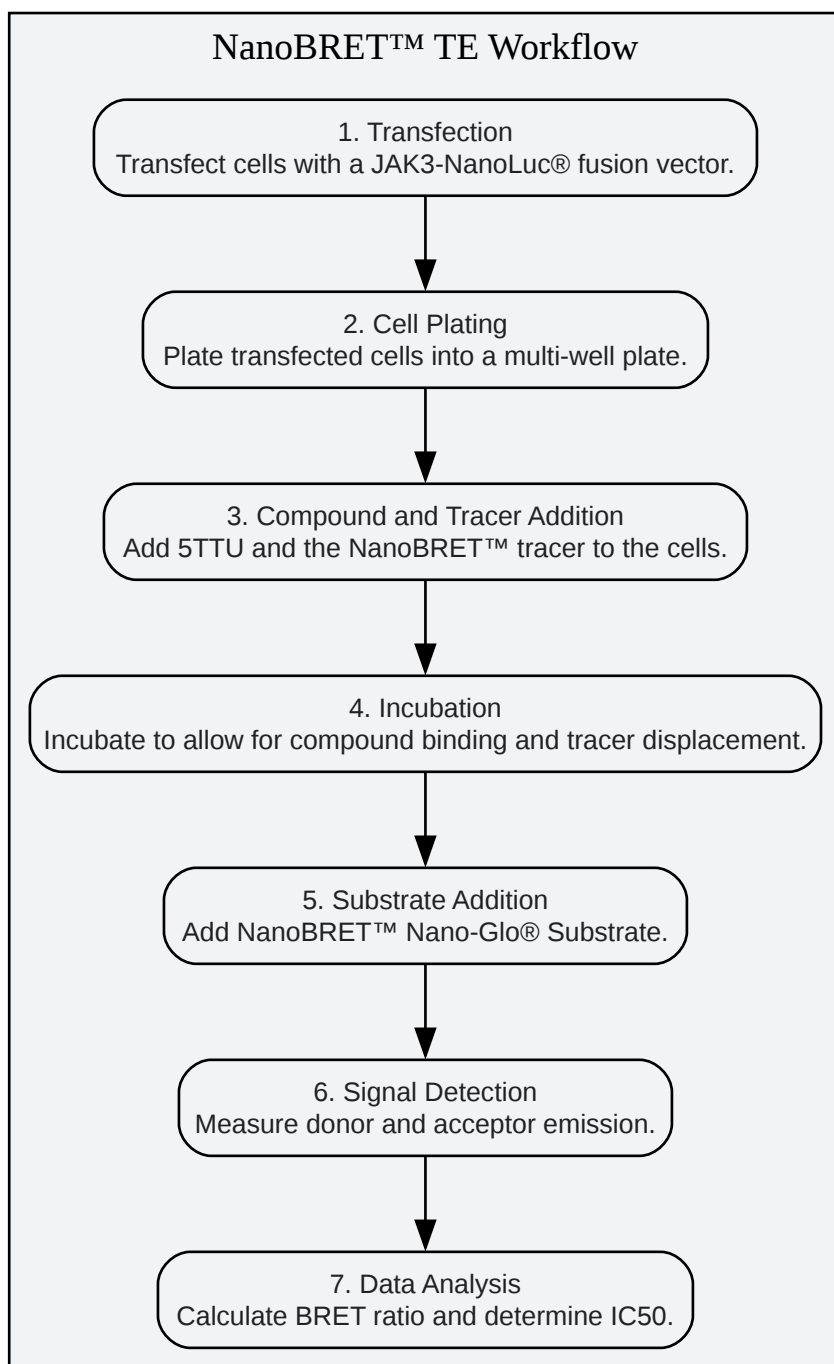 NanoBRET™ TE Workflow
1. Transfection
Transfect cells with a JAK3-NanoLuc® fusion vector.
2. Cell Plating
Plate transfected cells into a multi-well plate.
3. Compound and Tracer Addition
Add 5TTU and the NanoBRET™ tracer to the cells.
4. Incubation
Incubate to allow for compound binding and tracer displacement.
5. Substrate Addition
Add NanoBRET™ Nano-Glo® Substrate.
6. Signal Detection
Measure donor and acceptor emission.
7. Data Analysis
Calculate BRET ratio and determine IC50.